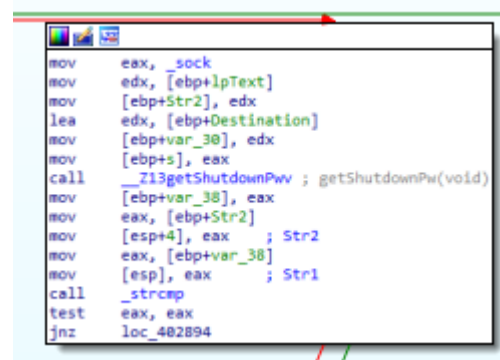 mov eax, _sock
mov edx, [ebp+lpText]
mov [ebp+Str2], edx
lea edx, [ebp+Destination]
mov [ebp+var_30], edx
mov [ebp+s], eax
call __Z13getShutdownPwv ; getShutdownPw(void)
mov [ebp+var_38], eax
mov eax, [ebp+Str2]
mov [esp+4], eax ; Str2
mov eax, [ebp+var_38]
mov [esp], eax ; Str1
call _strcmp
test eax, eax
jnz loc_402894